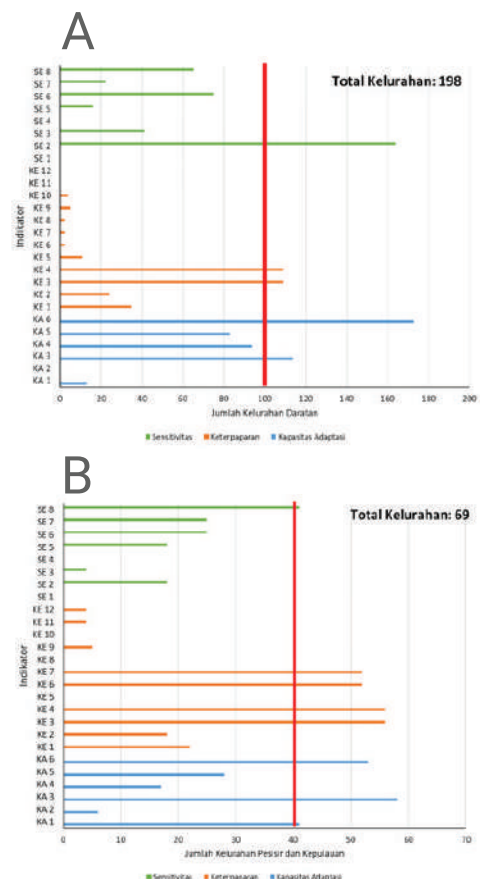 A
Total Kelurahan: 198
SE 8
SE 7
SE 6
SE 5
SE 4
SE 3
SE 2
SE 1
KE 12
KE 11
KE 10
KE 9
KE 8
KE 7
KE 6
KE 5
KE 4
KE 3
KE 2
KE 1
KA 6
KA 5
KA 4
KA 3
KA 2
KA 1
Indikator
0 20 40 60 80 100 120 140 160 180 200
Jumlah Kelurahan Daratan
Sensitivitas Keterpaparan Kapasitas Adaptasi
B
Total Kelurahan: 69
SE 8
SE 7
SE 6
SE 5
SE 4
SE 3
SE 2
SE 1
KE 12
KE 11
KE 10
KE 9
KE 8
KE 7
KE 6
KE 5
KE 4
KE 3
KE 2
KE 1
KA 6
KA 5
KA 4
KA 3
KA 2
KA 1
Indikator
0 10 20 30 40 50 60 70
Jumlah Kelurahan Pesisir dan Kepulauan
Sensitivitas Keterpaparan Kapasitas Adaptasi